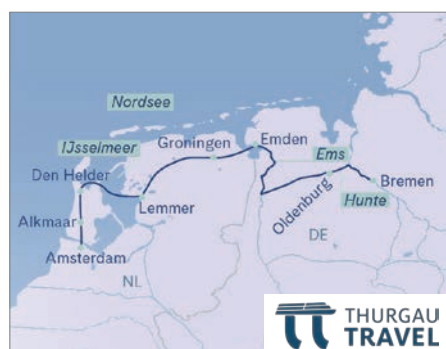 Nordsee
IJsselmeer
Groningen
Emden
Den Helder
Ems
Lemmer
Oldenburg
Bremen
Hunte
Alkmaar
Amsterdam
DE
NL
THURGAU
TRAVEL